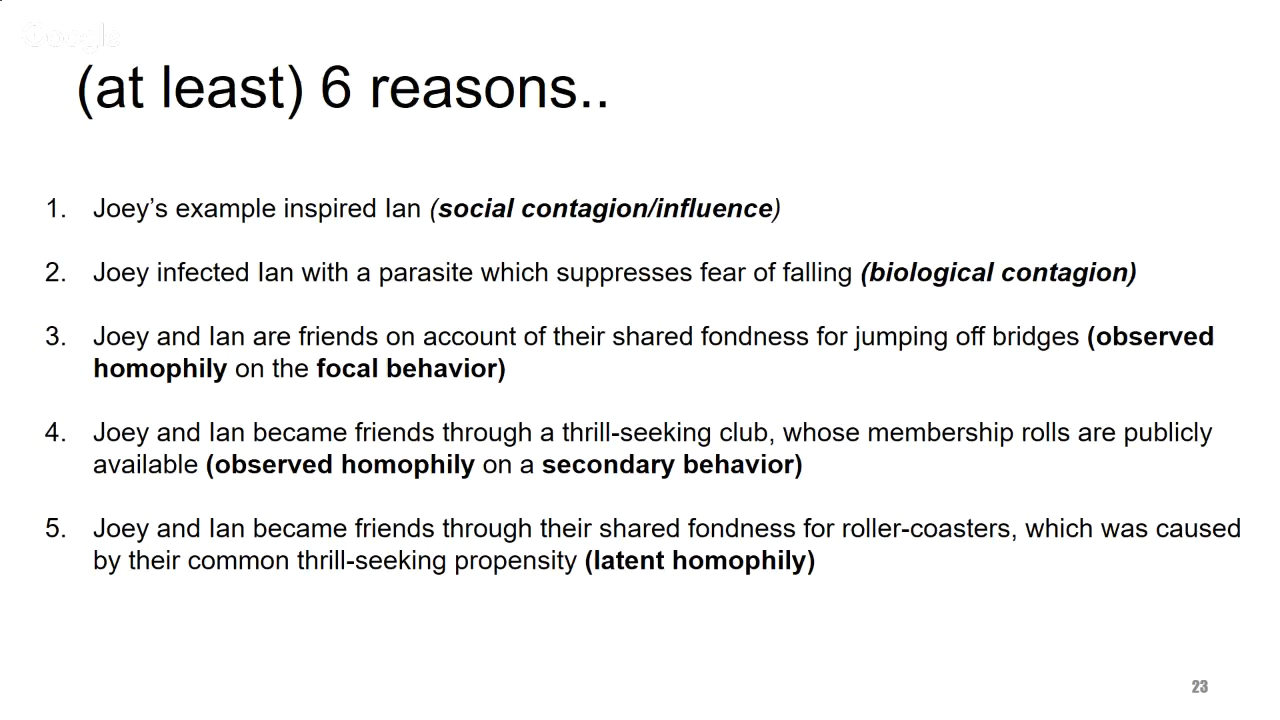 Google
(at least) 6 reasons..
1. Joey’s example inspired Ian (social contagion/influence)
2. Joey infected Ian with a parasite which suppresses fear of falling (biological contagion)
3. Joey and Ian are friends on account of their shared fondness for jumping off bridges (observed
homophily on the focal behavior)
4. Joey and Ian became friends through a thrill-seeking club, whose membership rolls are publicly
available (observed homophily on a secondary behavior)
5. Joey and Ian became friends through their shared fondness for roller-coasters, which was caused
by their common thrill-seeking propensity (latent homophily)
23